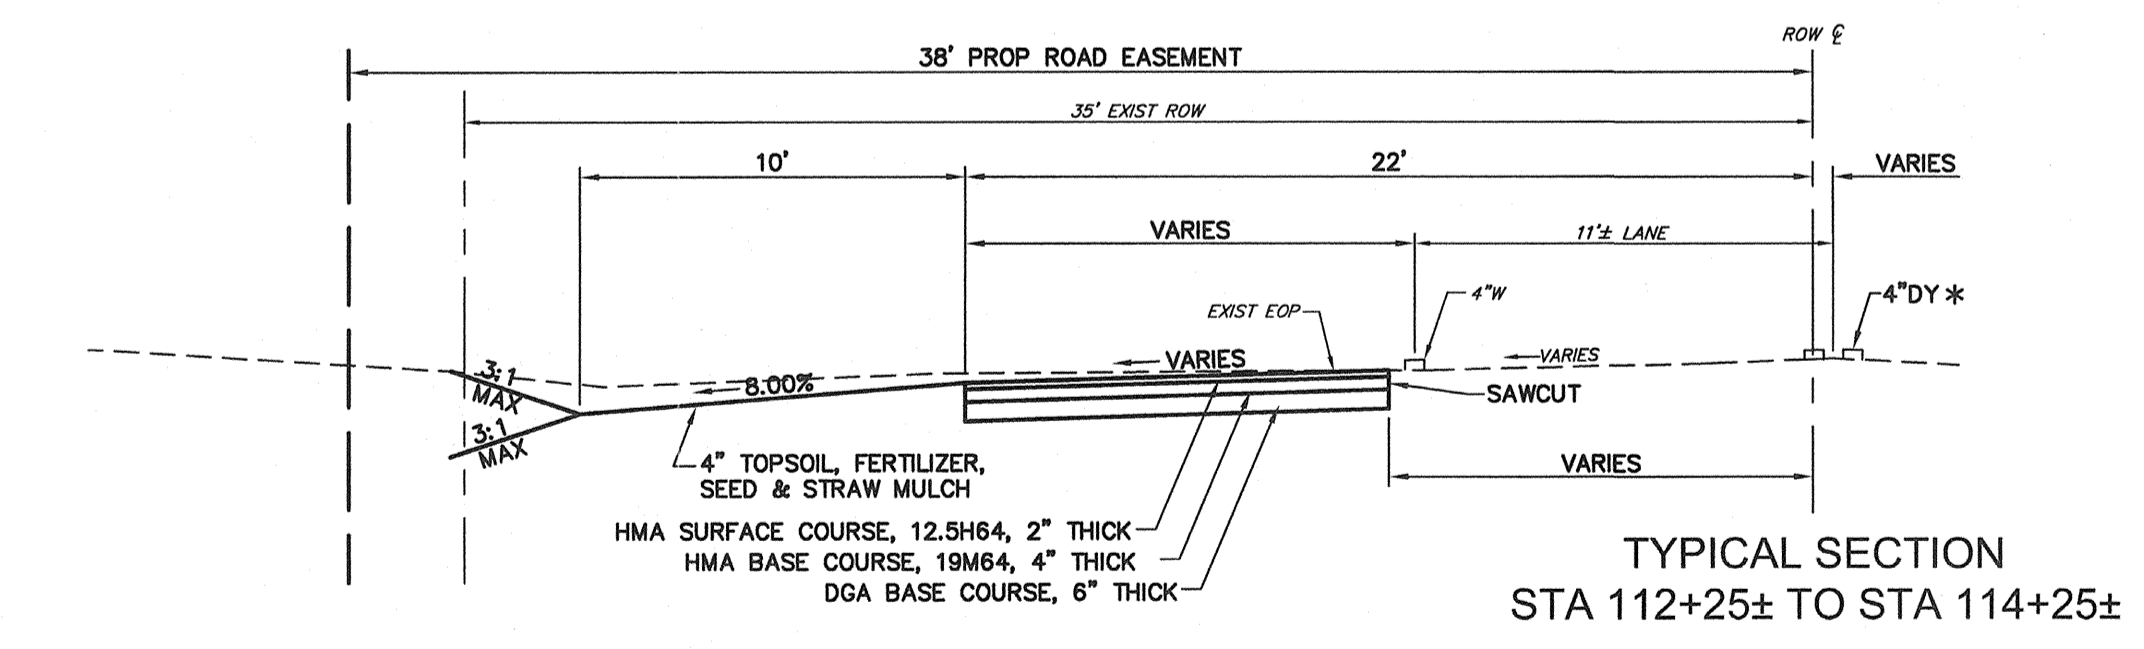 ROW ℄
38' PROP ROAD EASEMENT
35' EXIST ROW
10'
22'
VARIES
VARIES
11'± LANE
4"W
4"DY*
EXIST EOP
VARIES
VARIES
3:1
MAX
8.00%
SAWCUT
3:1
MAX
4" TOPSOIL, FERTILIZER,
SEED & STRAW MULCH
VARIES
HMA SURFACE COURSE, 12.5H64, 2" THICK
HMA BASE COURSE, 19M64, 4" THICK
DGA BASE COURSE, 6" THICK
TYPICAL SECTION
STA 112+25± TO STA 114+25±